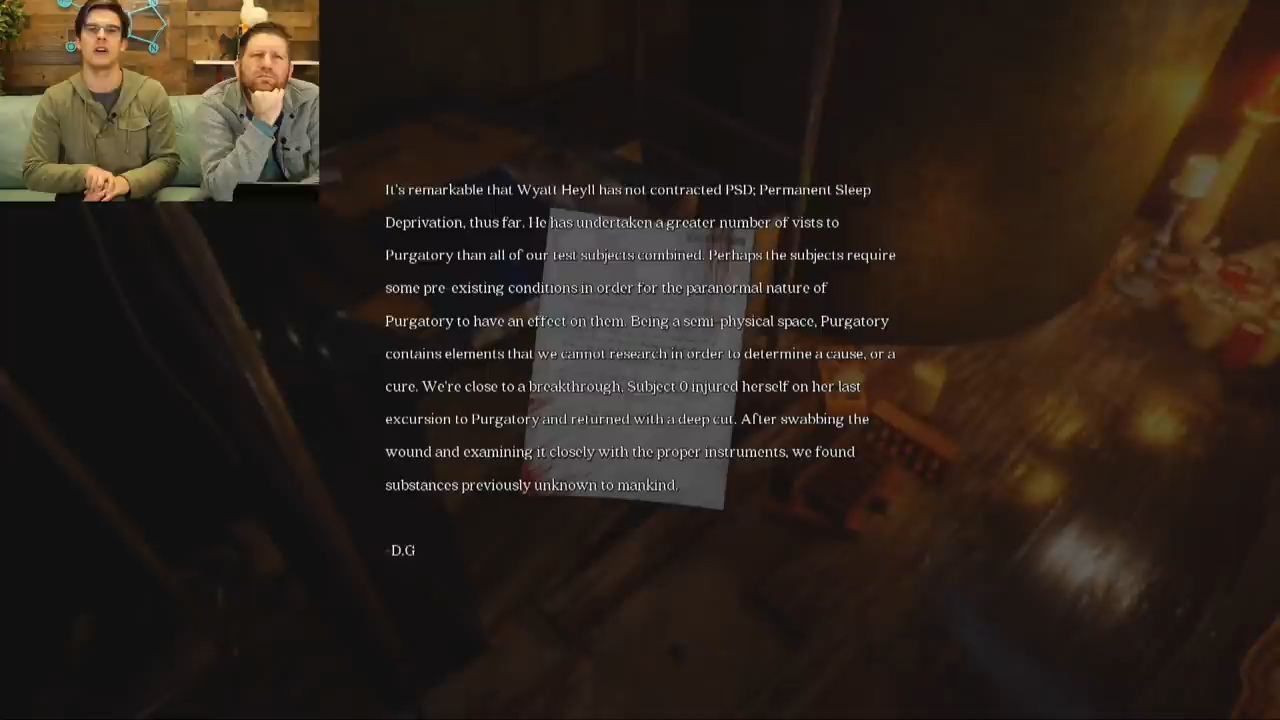 It's remarkable that Wyatt Heyll has not contracted PSD; Permanent Sleep
Deprivation, thus far. He has undertaken a greater number of vists to
Purgatory than all of our test subjects combined. Perhaps the subjects require
some pre-existing conditions in order for the paranormal nature of
Purgatory to have an effect on them. Being a semi-physical space, Purgatory
contains elements that we cannot research in order to determine a cause, or a
cure. We're close to a breakthrough, Subject 0 injured herself on her last
excursion to Purgatory and returned with a deep cut. After swabbing the
wound and examining it closely with the proper instruments, we found
substances previously unknown to mankind.
-D.G